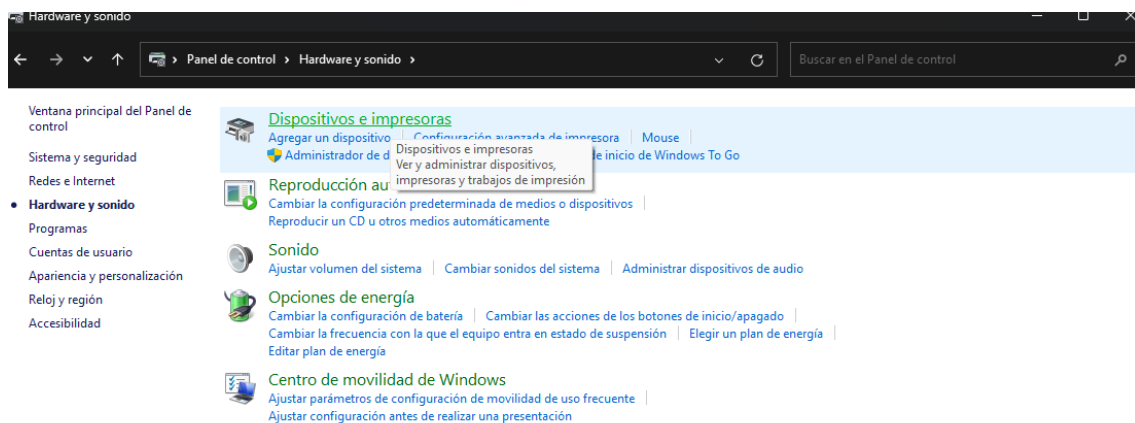 Hardware y sonido
Panel de control > Hardware y sonido >
Buscar en el Panel de control
Ventana principal del Panel de control
Sistema y seguridad
Redes e Internet
Hardware y sonido
Programas
Cuentas de usuario
Apariencia y personalización
Reloj y región
Accesibilidad
Dispositivos e impresoras
Agregar un dispositivo | Configuración avanzada de impresora | Mouse
Administrador de d
e inicio de Windows To Go
Dispositivos e impresoras
Ver y administrar dispositivos,
impresoras y trabajos de impresión
Reproducción au
Cambiar la configuración predeterminada de medios o dispositivos
Reproducir un CD u otros medios automáticamente
Sonido
Ajustar volumen del sistema | Cambiar sonidos del sistema | Administrar dispositivos de audio
Opciones de energía
Cambiar la configuración de batería | Cambiar las acciones de los botones de inicio/apagado
Cambiar la frecuencia con la que el equipo entra en estado de suspensión | Elegir un plan de energía
Editar plan de energía
Centro de movilidad de Windows
Ajustar parámetros de configuración de movilidad de uso frecuente
Ajustar configuración antes de realizar una presentación